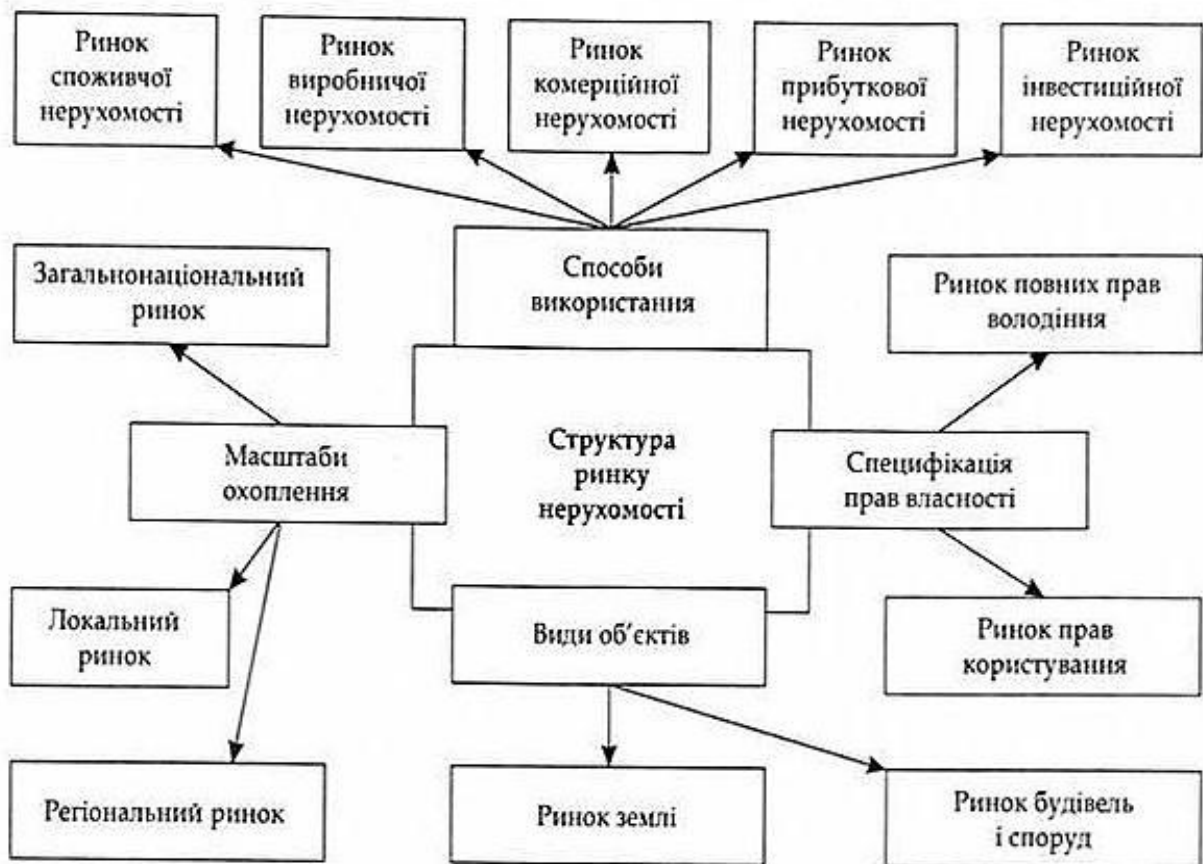 Ринок
споживчої
нерухомості
Ринок
виробничої
нерухомості
Ринок
комерційної
нерухомості
Ринок
прибуткової
нерухомості
Ринок
інвестиційної
нерухомості
Способи
використання
Загальнонаціональний
ринок
Ринок повних прав
володіння
Масштаби
охоплення
Структура
ринку
нерухомості
Специфікація
прав власності
Локальний
ринок
Види об’єктів
Ринок прав
користування
Регіональний ринок
Ринок землі
Ринок будівель
і споруд